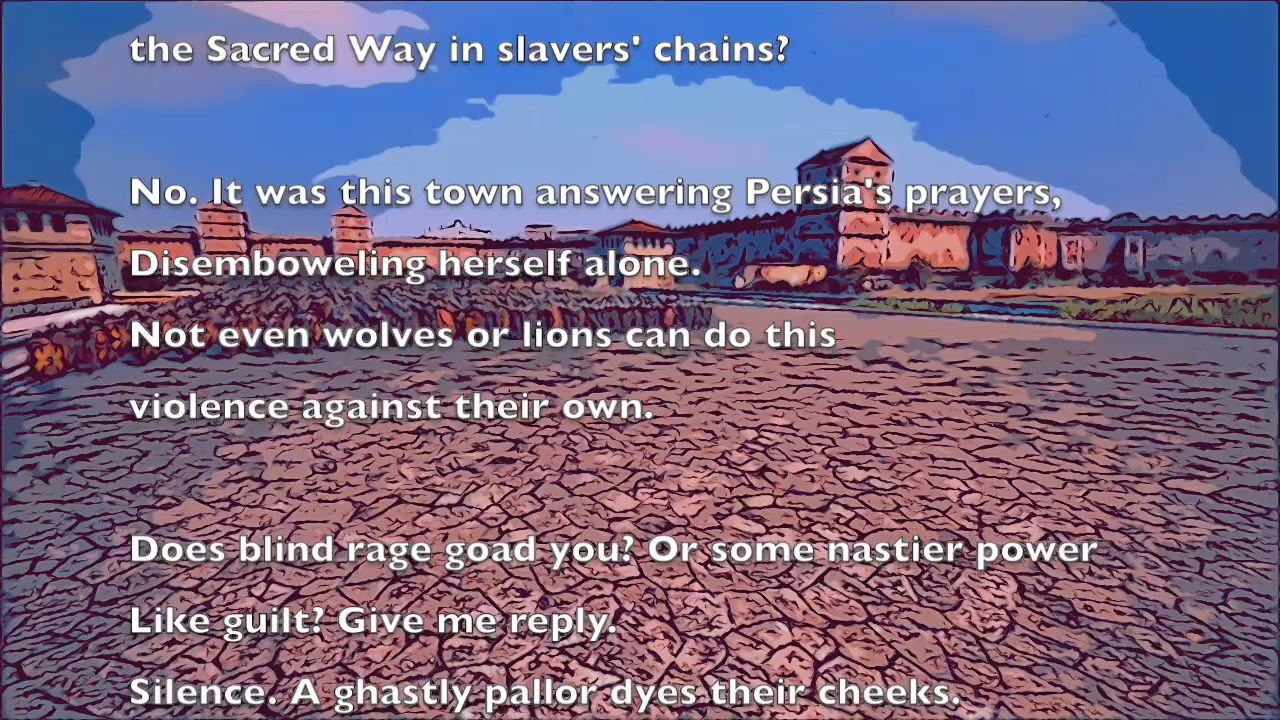 the Sacred Way in slavers' chains?
No. It was this town answering Persia's prayers,
Disemboweling herself alone.
Not even wolves or lions can do this
violence against their own.
Does blind rage goad you? Or some nastier power
Like guilt? Give me reply.
Silence. A ghastly pallor dyes their cheeks.